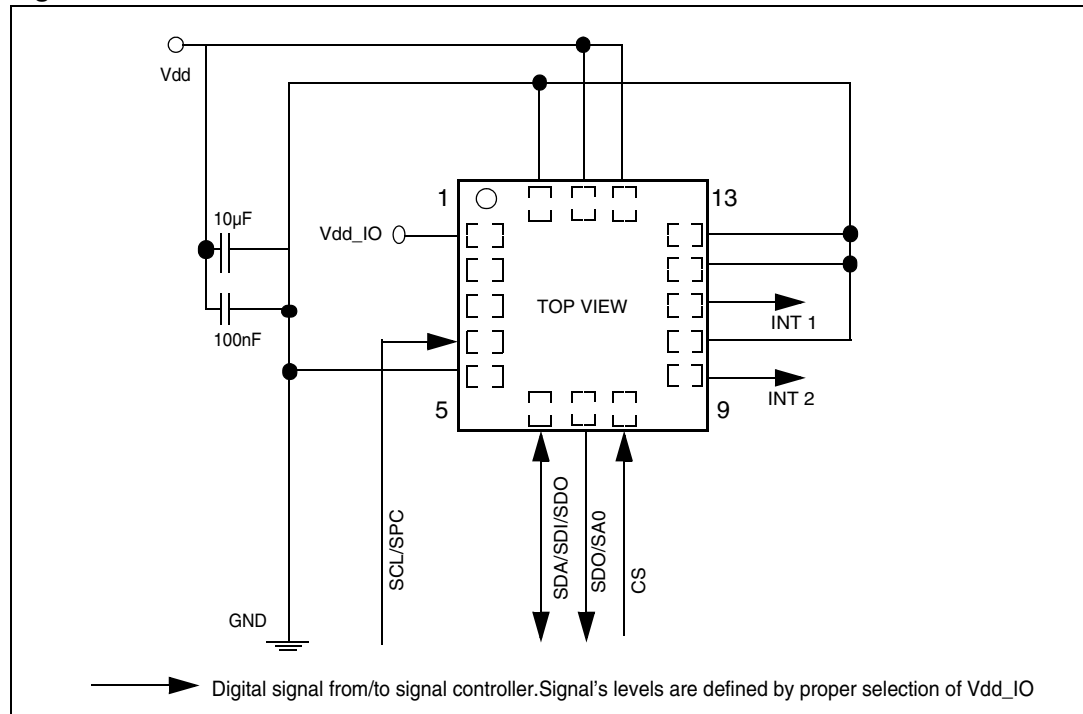 Vdd
1
13
10µF
Vdd_IO
TOP VIEW
INT 1
100nF
INT 2
5
9
SCL/SPC
SDA/SDI/SDO
SDO/SA0
CS
GND
Digital signal from/to signal controller.Signal's levels are defined by proper selection of Vdd_IO